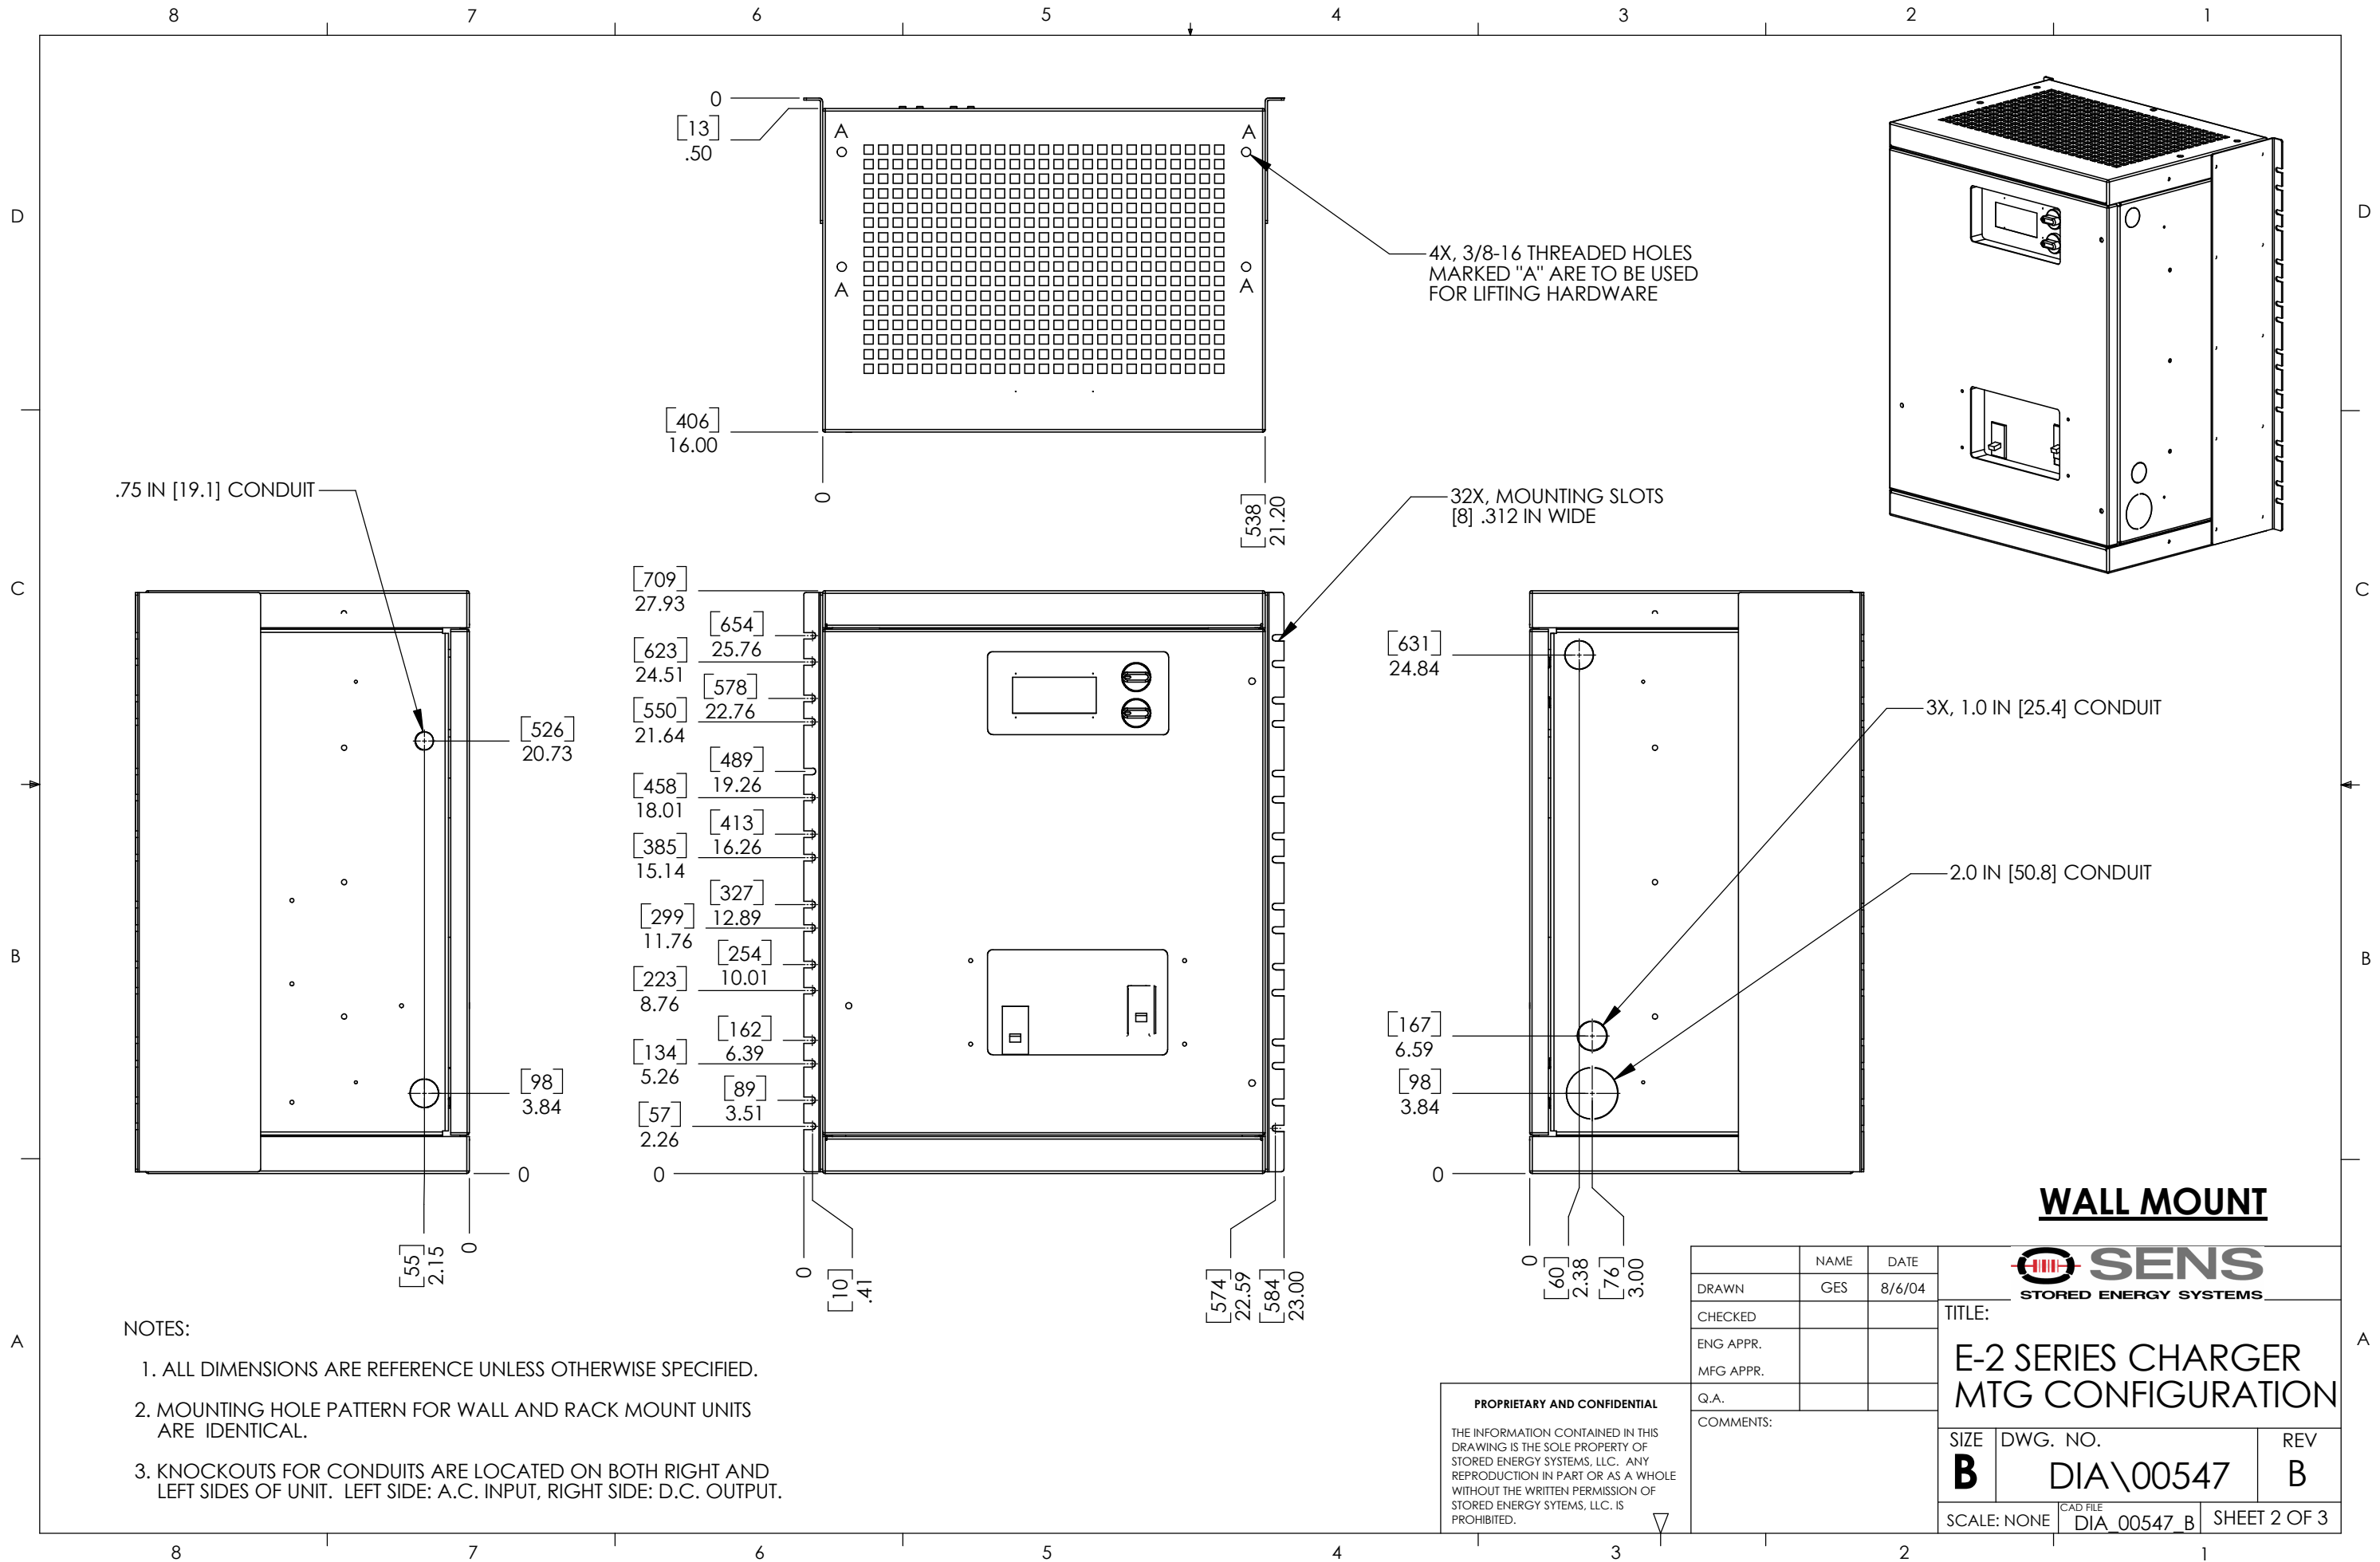 8 7 6 5 4 3 2 1
D
C
B
A
D
C
B
A
0
[13]
.50
[406]
16.00
A
A
A
A
0
[538]
21.20
4X, 3/8-16 THREADED HOLES
MARKED "A" ARE TO BE USED
FOR LIFTING HARDWARE
.75 IN [19.1] CONDUIT
[526]
20.73
[98]
3.84
0
[55]
2.15
0
32X, MOUNTING SLOTS
[8] .312 IN WIDE
[709]
27.93
[654]
25.76
[623]
24.51
[578]
22.76
[550]
21.64
[489]
19.26
[458]
18.01
[413]
16.26
[385]
15.14
[327]
12.89
[299]
11.76
[254]
10.01
[223]
8.76
[162]
6.39
[134]
5.26
[89]
3.51
[57]
2.26
0
0
[10]
.41
[574]
22.59
[584]
23.00
[631]
24.84
[167]
6.59
[98]
3.84
0
3X, 1.0 IN [25.4] CONDUIT
2.0 IN [50.8] CONDUIT
0
[60]
2.38
[76]
3.00
WALL MOUNT
NOTES:
1. ALL DIMENSIONS ARE REFERENCE UNLESS OTHERWISE SPECIFIED.
2. MOUNTING HOLE PATTERN FOR WALL AND RACK MOUNT UNITS
ARE IDENTICAL.
3. KNOCKOUTS FOR CONDUITS ARE LOCATED ON BOTH RIGHT AND
LEFT SIDES OF UNIT. LEFT SIDE: A.C. INPUT, RIGHT SIDE: D.C. OUTPUT.
PROPRIETARY AND CONFIDENTIAL
THE INFORMATION CONTAINED IN THIS
DRAWING IS THE SOLE PROPERTY OF
STORED ENERGY SYSTEMS, LLC. ANY
REPRODUCTION IN PART OR AS A WHOLE
WITHOUT THE WRITTEN PERMISSION OF
STORED ENERGY SYTEMS, LLC. IS
PROHIBITED.
NAME DATE
DRAWN GES 8/6/04
CHECKED
ENG APPR.
MFG APPR.
Q.A.
COMMENTS:
SENS
STORED ENERGY SYSTEMS
TITLE:
E-2 SERIES CHARGER
MTG CONFIGURATION
SIZE DWG. NO. REV
B DIA\00547 B
SCALE: NONE CAD FILE DIA_00547_B SHEET 2 OF 3
8 7 6 5 4 3 2 1